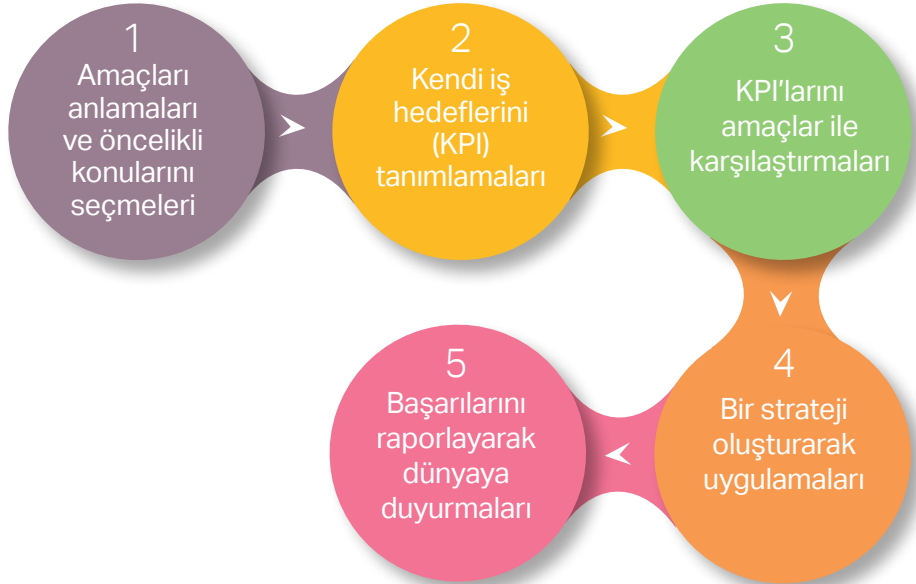 1
Amaçları
anlamaları
ve öncelikli
konularını
seçmeleri
2
Kendi iş
hedeflerini
(KPI)
tanımlamaları
3
KPI'larını
amaçlar ile
karşılaştırmaları
4
Bir strateji
oluşturarak
uygulamaları
5
Başarılarını
raporlayarak
dünyaya
duyurmaları